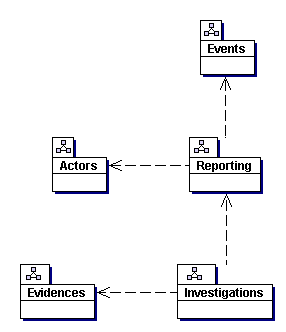 Events
Actors
Reporting
Evidences
Investigations